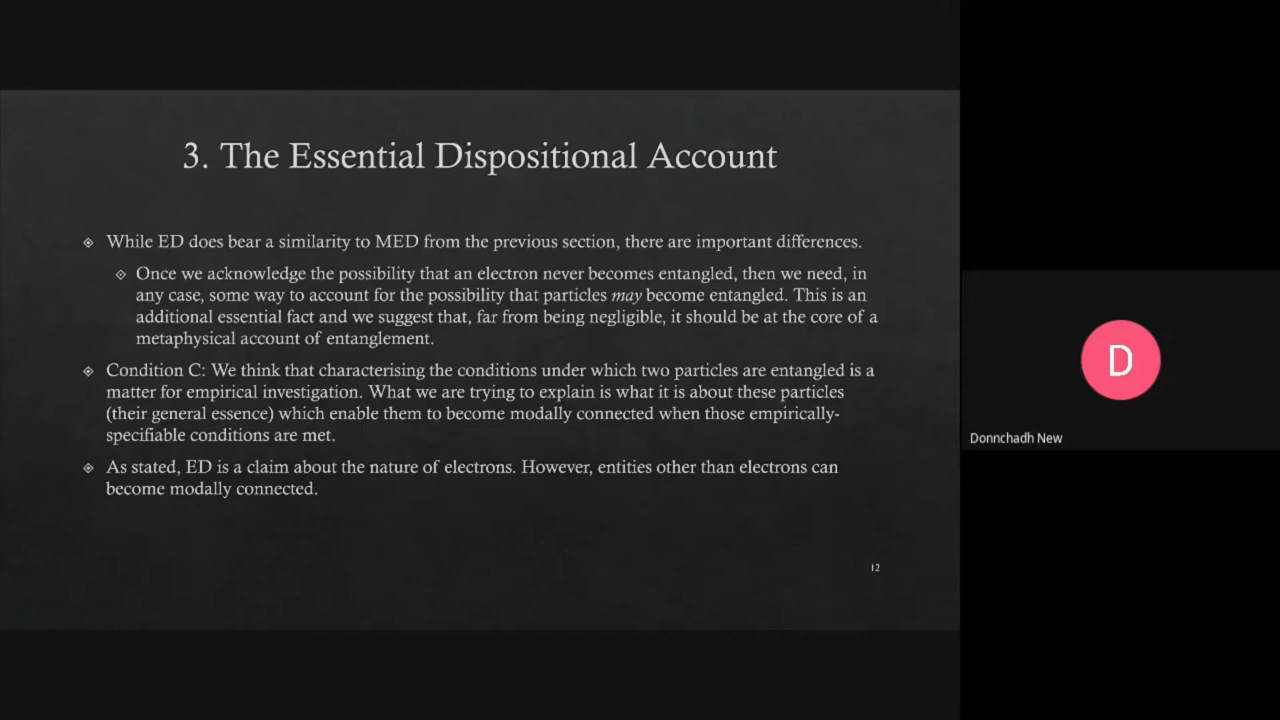 3. The Essential Dispositional Account
◈ While ED does bear a similarity to MED from the previous section, there are important differences.
◈ Once we acknowledge the possibility that an electron never becomes entangled, then we need, in
any case, some way to account for the possibility that particles may become entangled. This is an
additional essential fact and we suggest that, far from being negligible, it should be at the core of a
metaphysical account of entanglement.
◈ Condition C: We think that characterising the conditions under which two particles are entangled is a
matter for empirical investigation. What we are trying to explain is what it is about these particles
(their general essence) which enable them to become modally connected when those empirically-
specifiable conditions are met.
◈ As stated, ED is a claim about the nature of electrons. However, entities other than electrons can
become modally connected.
12
D
Donnchadh New